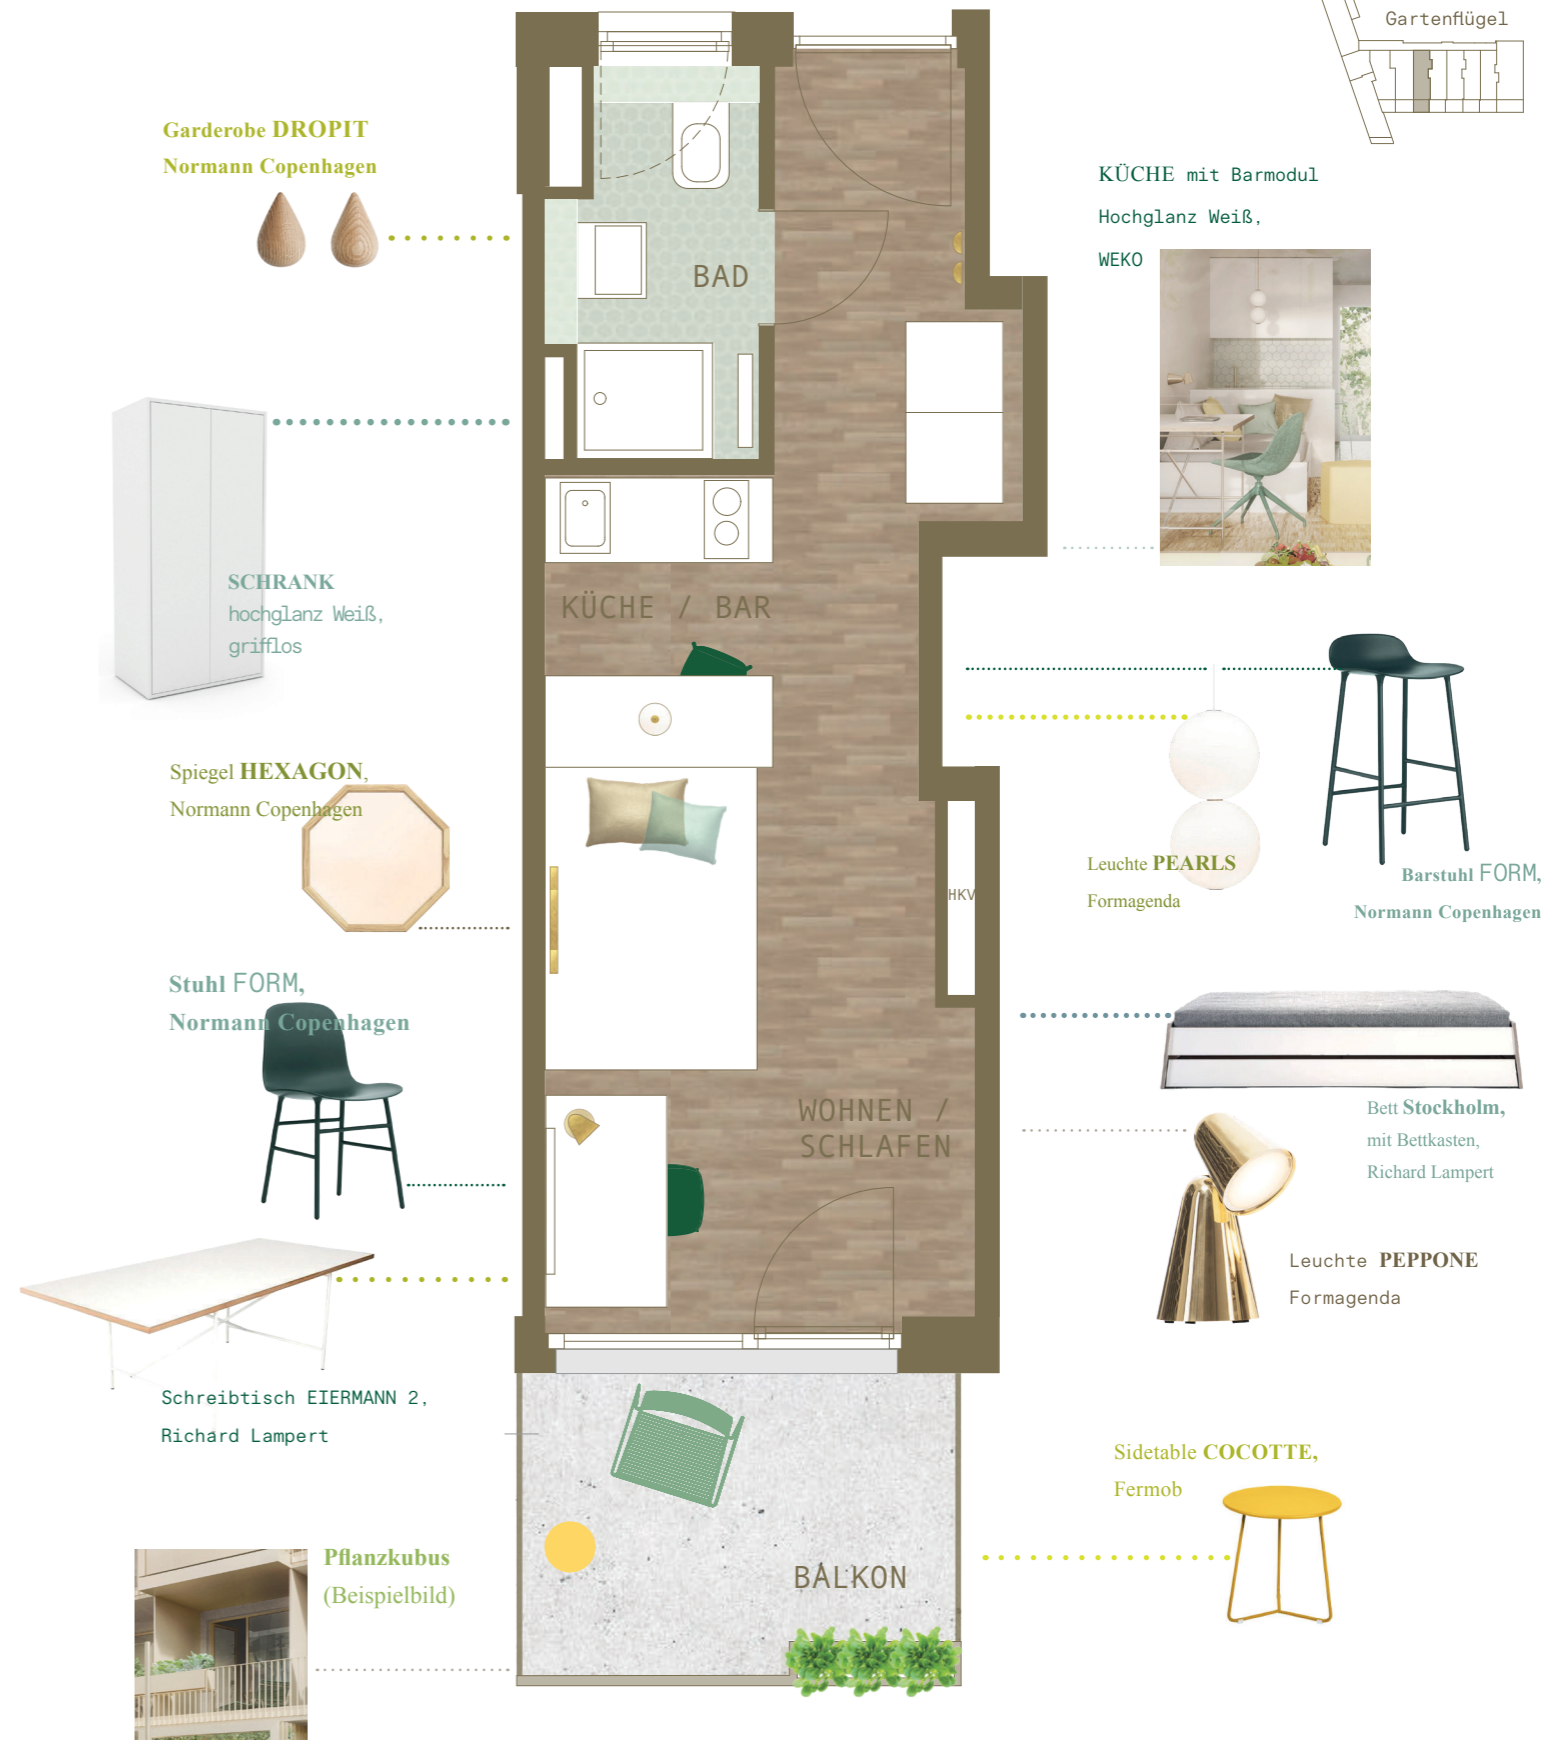 Gartenflügel
Garderobe DROPIT
Normann Copenhagen
KÜCHE mit Barmodul
Hochglanz Weiß,
WEKO
BAD
SCHRANK
hochglanz Weiß,
grifflos
KÜCHE / BAR
Spiegel HEXAGON,
Normann Copenhagen
Leuchte PEARLS
Formagenda
Barstuhl FORM,
Normann Copenhagen
HKV
Stuhl FORM,
Normann Copenhagen
WOHNEN /
SCHLAFEN
Bett Stockholm,
mit Bettkasten,
Richard Lampert
Leuchte PEPPONE
Formagenda
Schreibtisch EIERMANN 2,
Richard Lampert
Sidetable COCOTTE,
Fermob
Pflanzkubus
(Beispielbild)
BALKON